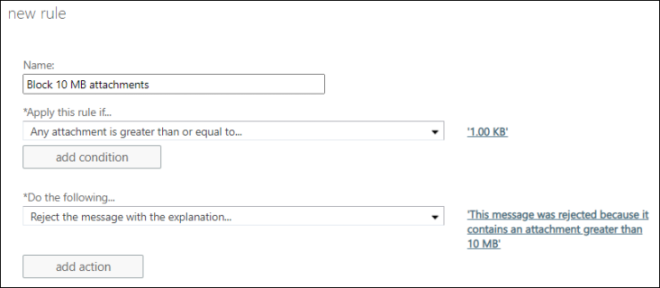 new rule
Name:
Block 10 MB attachments
*Apply this rule if...
Any attachment is greater than or equal to...
'1.00 KB'
add condition
*Do the following...
Reject the message with the explanation...
'This message was rejected because it
contains an attachment greater than
10 MB'
add action